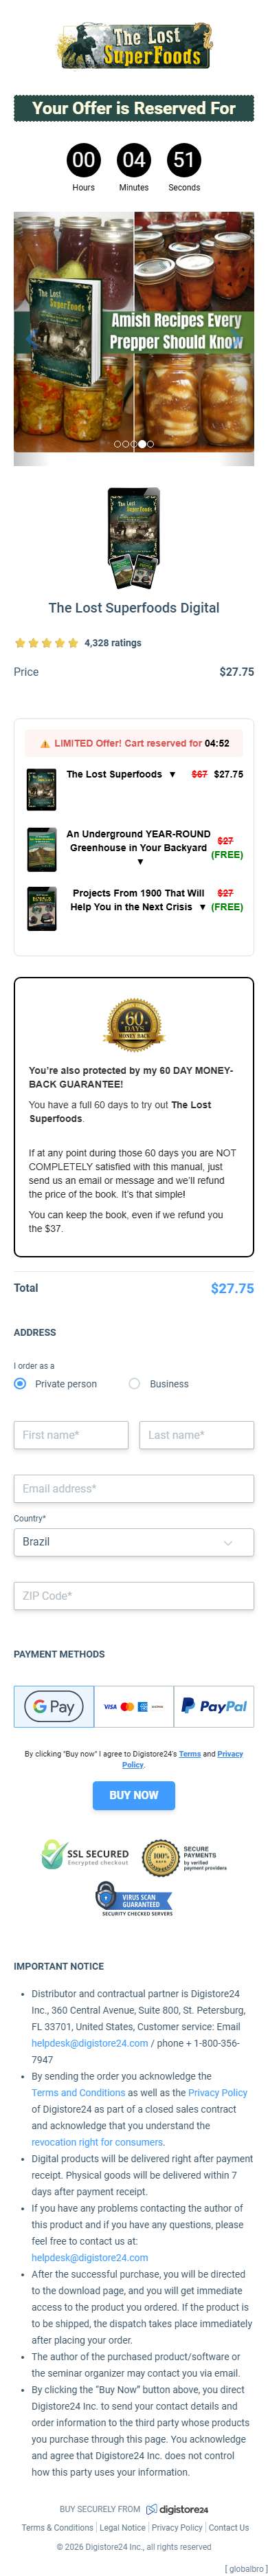 The Lost
SuperFoods
Your Offer is Reserved For
00 04 51
Hours Minutes Seconds
The Lost
SuperFoods
Amish Recipes Every
Prepper Should Know
The Lost Superfoods Digital
4,328 ratings
Price $27.75
LIMITED Offer! Cart reserved for 04:52
The Lost Superfoods ▼ $67 $27.75
An Underground YEAR-ROUND
Greenhouse in Your Backyard
▼
$27
(FREE)
Projects From 1900 That Will
Help You in the Next Crisis ▼
$27
(FREE)
60
DAYS
MONEY BACK
You're also protected by my 60 DAY MONEY-
BACK GUARANTEE!
You have a full 60 days to try out The Lost
Superfoods.
If at any point during those 60 days you are NOT
COMPLETELY satisfied with this manual, just
send us an email or message and we'll refund
the price of the book. It's that simple!
You can keep the book, even if we refund you
the $37.
Total $27.75
ADDRESS
I order as a
Private person Business
First name* Last name*
Email address*
Country*
Brazil
ZIP Code*
PAYMENT METHODS
G Pay VISA PayPal
By clicking "Buy now" I agree to Digistore24's Terms and Privacy
Policy.
BUY NOW
SSL SECURED
Encrypted checkout
100%
SECURE
PAYMENTS
by verified
payment providers
VIRUS SCAN
GUARANTEED
SECURITY CHECKED SERVERS
IMPORTANT NOTICE
• Distributor and contractual partner is Digistore24
Inc., 360 Central Avenue, Suite 800, St. Petersburg,
FL 33701, United States, Customer service: Email
helpdesk@digistore24.com / phone + 1-800-356-
7947
• By sending the order you acknowledge the
Terms and Conditions as well as the Privacy Policy
of Digistore24 as part of a closed sales contract
and acknowledge that you understand the
revocation right for consumers.
• Digital products will be delivered right after payment
receipt. Physical goods will be delivered within 7
days after payment receipt.
• If you have any problems contacting the author of
this product and if you have any questions, please
feel free to contact us at:
helpdesk@digistore24.com
• After the successful purchase, you will be directed
to the download page, and you will get immediate
access to the product you ordered. If the product is
to be shipped, the dispatch takes place immediately
after placing your order.
• The author of the purchased product/software or
the seminar organizer may contact you via email.
• By clicking the "Buy Now" button above, you direct
Digistore24 Inc. to send your contact details and
order information to the third party whose products
you purchase through this page. You acknowledge
and agree that Digistore24 Inc. does not control
how this party uses your information.
BUY SECURELY FROM digistore24
Terms & Conditions | Legal Notice | Privacy Policy | Contact Us
© 2026 Digistore24 Inc., all rights reserved
[ globalbro ]